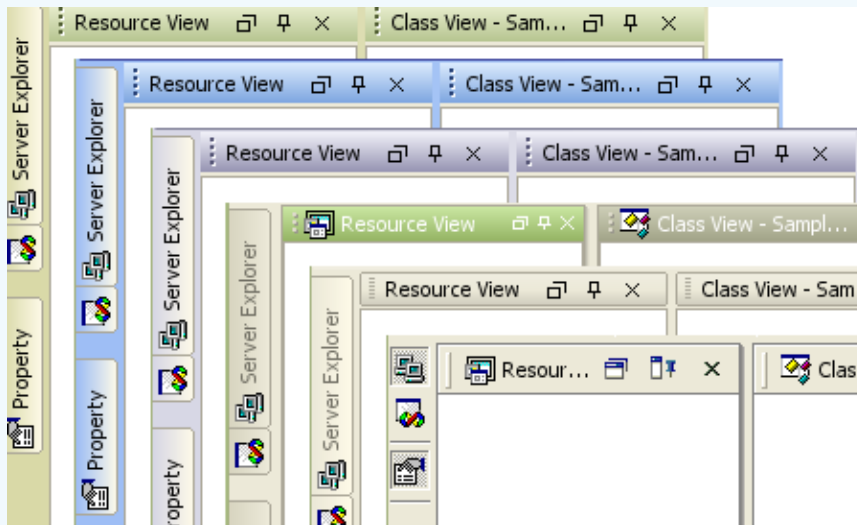 Resource View
Class View - Sam...
Server Explorer
Property
Resource View
Class View - Sam...
Server Explorer
Property
Resource View
Class View - Sam...
Server Explorer
roperty
Resource View
Class View - Sampl...
Server Explorer
Resource View
Class View - Sam
Server Explorer
Resour...
Clas